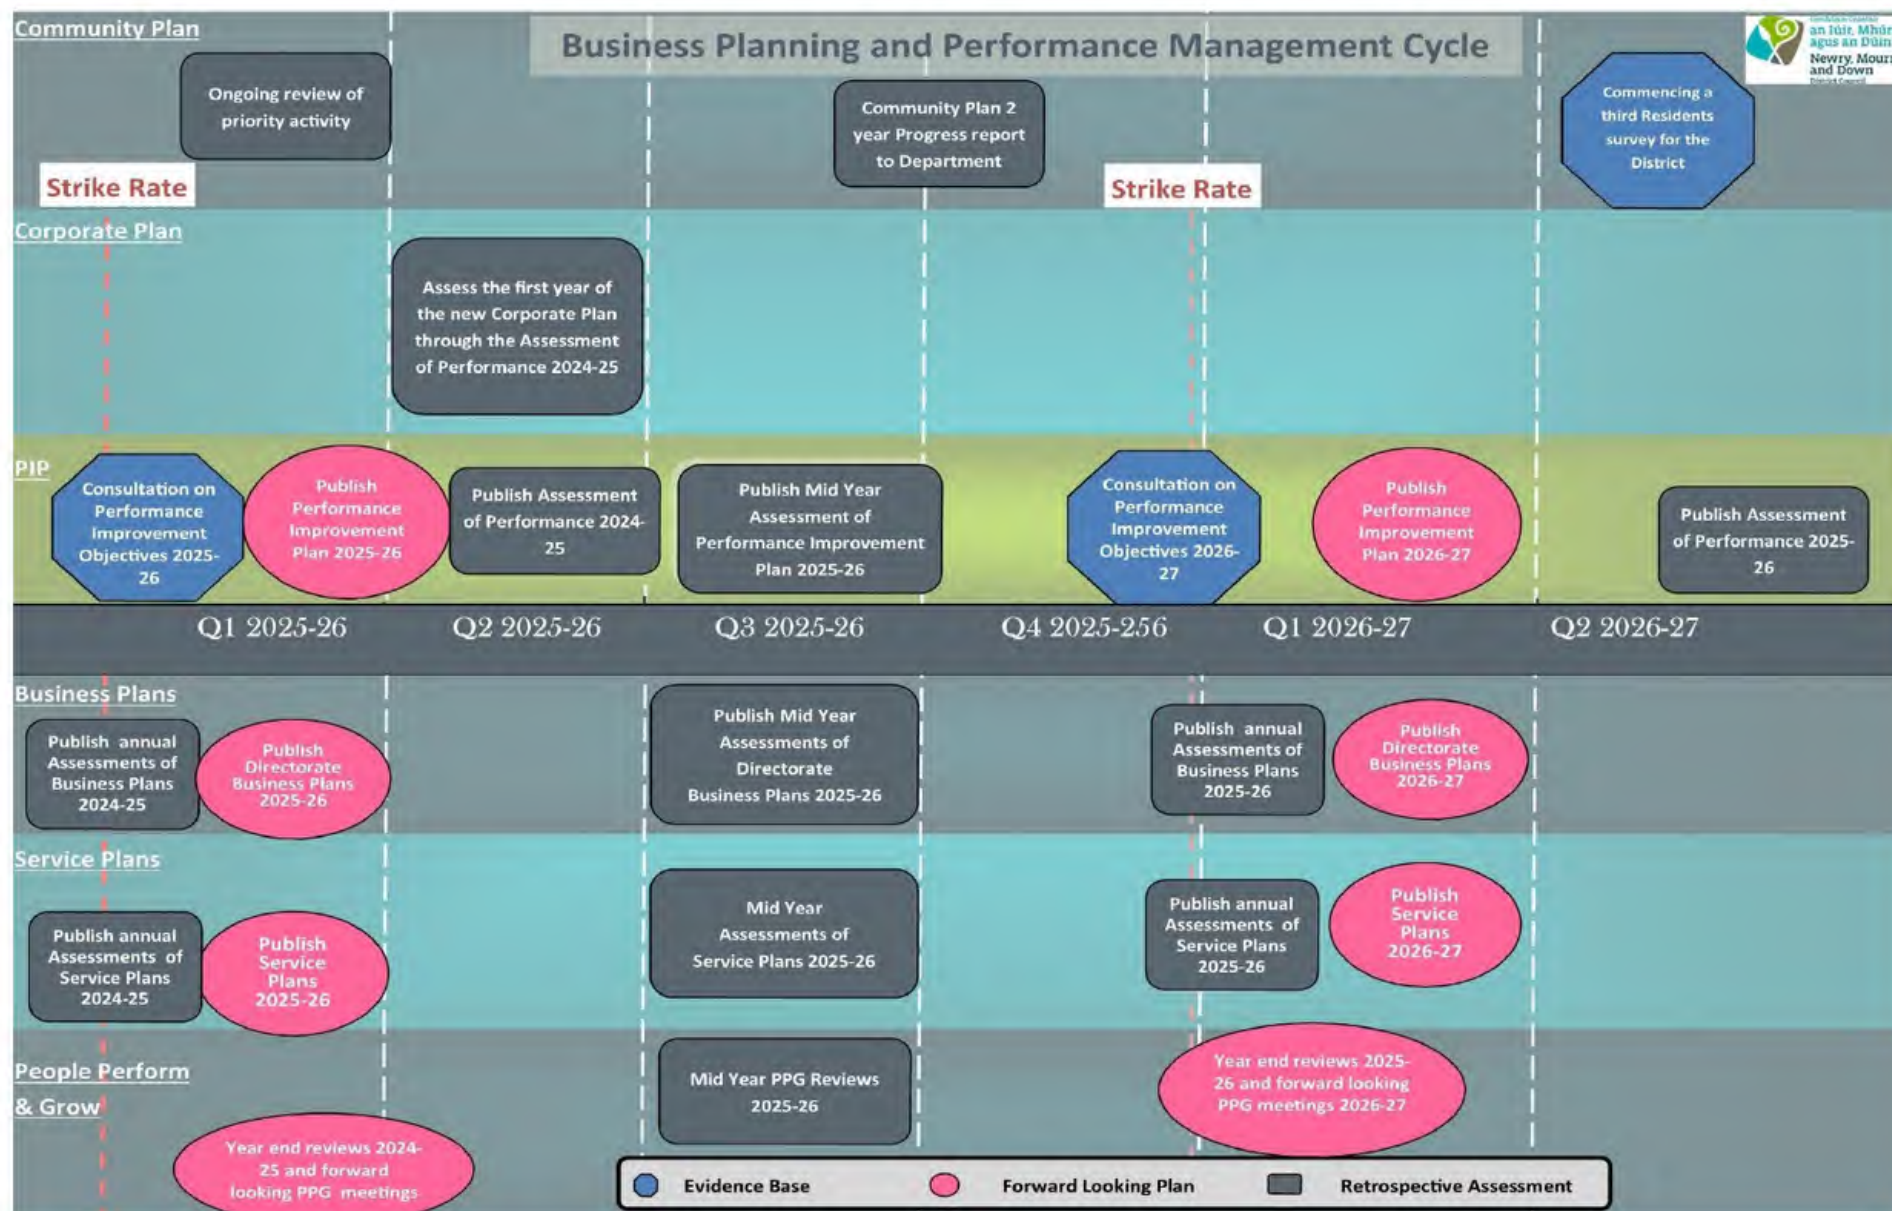 Community Plan
Business Planning and Performance Management Cycle
an Iúir, Mhúr
agus an Dúin
Newry, Mourn
and Down
District Council
Ongoing review of
priority activity
Community Plan 2
year Progress report
to Department
Commencing a
third Residents
survey for the
District
Strike Rate
Strike Rate
Corporate Plan
Assess the first year of
the new Corporate Plan
through the Assessment
of Performance 2024-25
PIP
Consultation on
Performance
Improvement
Objectives 2025-
26
Publish
Performance
Improvement
Plan 2025-26
Publish Assessment
of Performance 2024-
25
Publish Mid Year
Assessment of
Performance Improvement
Plan 2025-26
Consultation on
Performance
Improvement
Objectives 2026-
27
Publish
Performance
Improvement
Plan 2026-27
Publish Assessment
of Performance 2025-
26
Q1 2025-26
Q2 2025-26
Q3 2025-26
Q4 2025-256
Q1 2026-27
Q2 2026-27
Business Plans
Publish annual
Assessments of
Business Plans
2024-25
Publish
Directorate
Business Plans
2025-26
Publish Mid Year
Assessments of
Directorate
Business Plans 2025-26
Publish annual
Assessments of
Business Plans
2025-26
Publish
Directorate
Business Plans
2026-27
Service Plans
Publish annual
Assessments of
Service Plans
2024-25
Publish
Service
Plans
2025-26
Mid Year
Assessments of
Service Plans 2025-26
Publish annual
Assessments of
Service Plans
2025-26
Publish
Service
Plans
2026-27
People Perform
& Grow
Year end reviews 2024-
25 and forward
looking PPG meetings
Mid Year PPG Reviews
2025-26
Year end reviews 2025-
26 and forward looking
PPG meetings 2026-27
Evidence Base
Forward Looking Plan
Retrospective Assessment